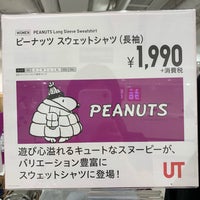 WOMEN PEANUTS Long Sleeve Sweatshirt
ピーナッツ スウェットシャツ（長袖）
¥1,990
+消費税
PEANUTS
遊び心溢れるキュートなスヌーピーが、
バリエーション豊富に
スウェットシャツに登場！
UT